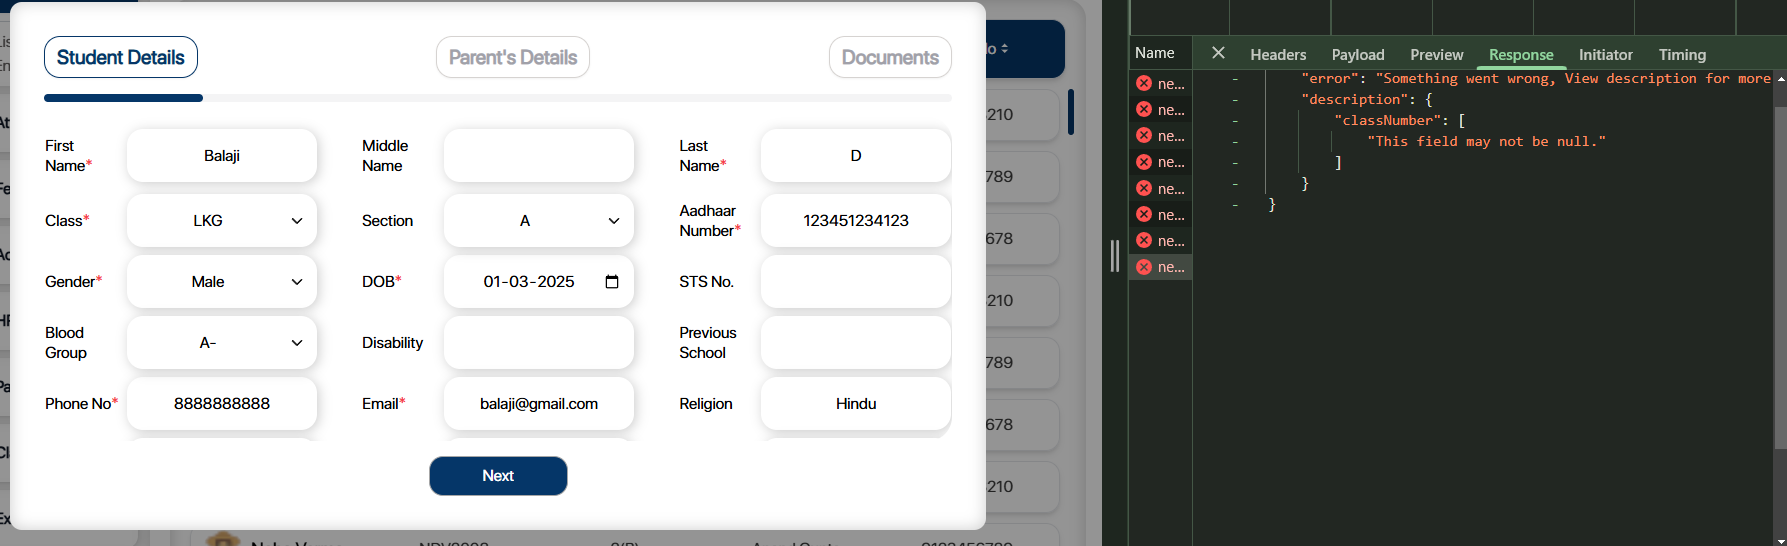 Student Details
Parent's Details
Documents
First Name*
Balaji
Middle Name
Last Name*
D
Class*
LKG
Section
A
Aadhaar Number*
123451234123
Gender*
Male
DOB*
01-03-2025
STS No.
Blood Group
A-
Disability
Previous School
Phone No*
8888888888
Email*
balaji@gmail.com
Religion
Hindu
Next
210
789
678
210
789
678
210
Name
ne...
ne...
ne...
ne...
ne...
ne...
ne...
ne...
Headers
Payload
Preview
Response
Initiator
Timing
- "error": "Something went wrong, View description for more
- "description": {
- "classNumber": [
- "This field may not be null."
- ]
- }
- }